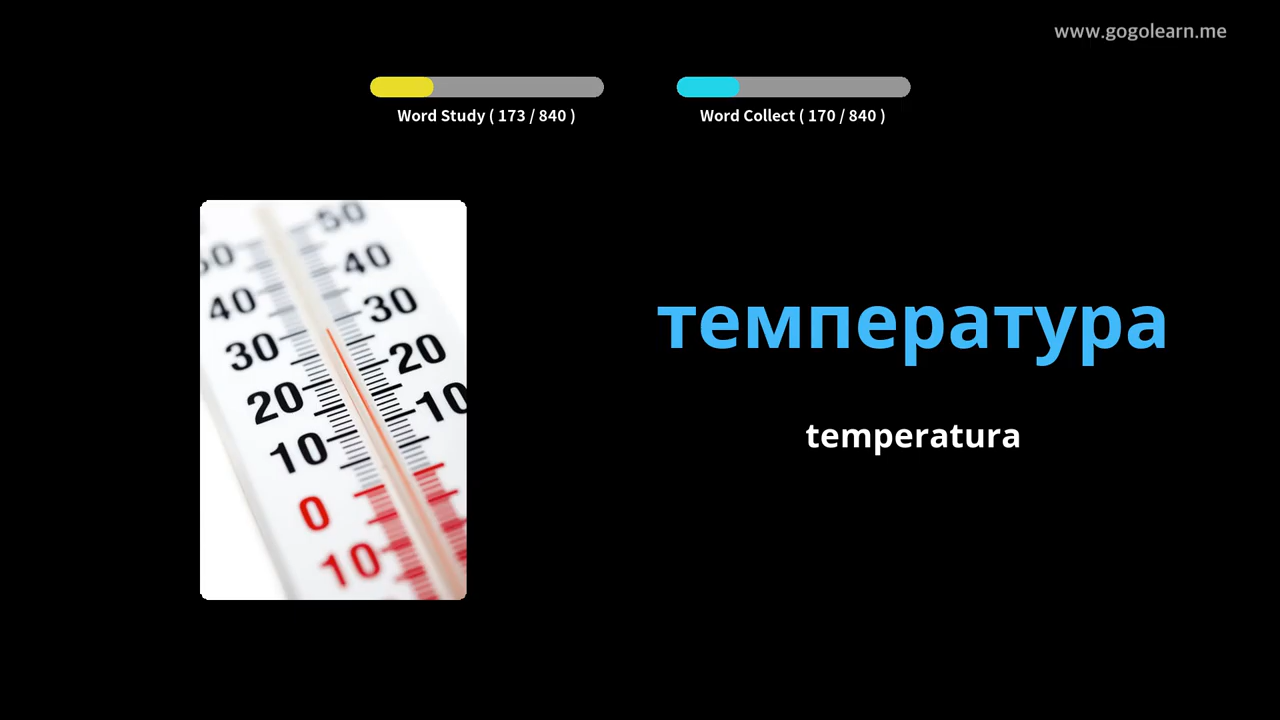 www.gogolearn.me
Word Study ( 173 / 840 )
Word Collect ( 170 / 840 )
50
50
40
40
30
30
20
20
10
10
0
10
температура
temperatura